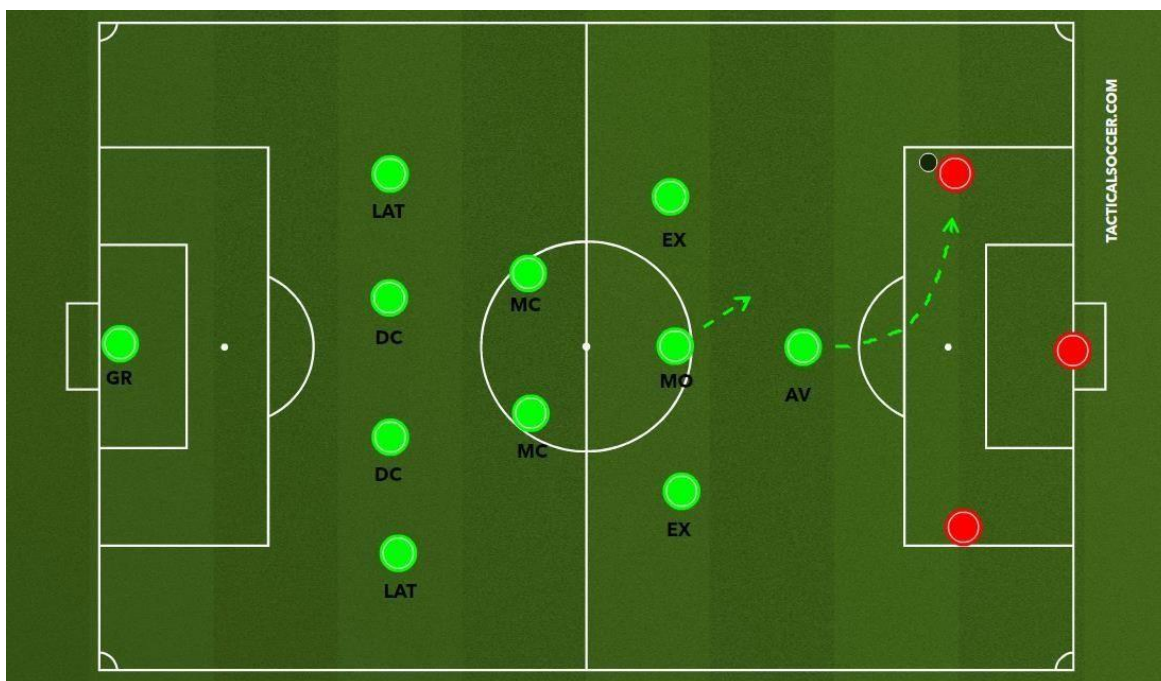 TACTICALSOCCER.COM
LAT
EX
MC
DC
GR
MO
AV
MC
DC
EX
LAT